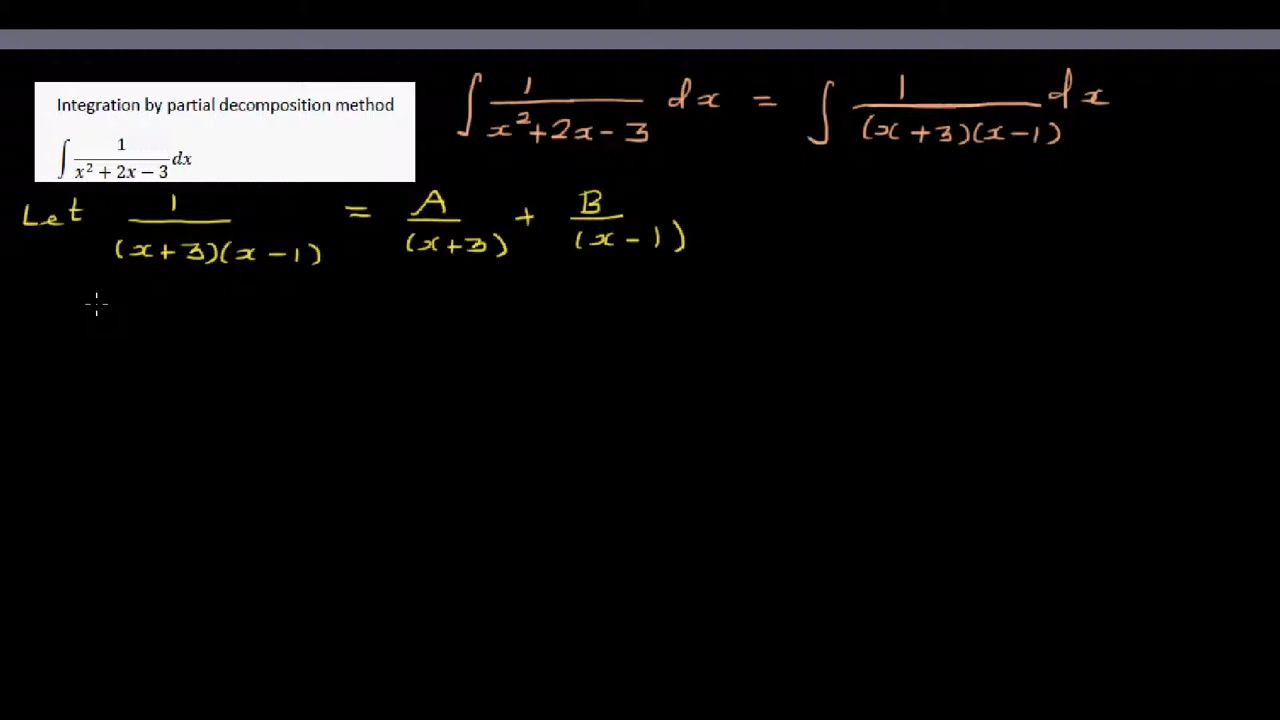 Integration by partial decomposition method
∫ 1/(x² + 2x − 3) dx
∫ 1/(x²+2x−3) dx = ∫ 1/((x+3)(x−1)) dx
Let 1/((x+3)(x−1)) = A/(x+3) + B/(x−1)